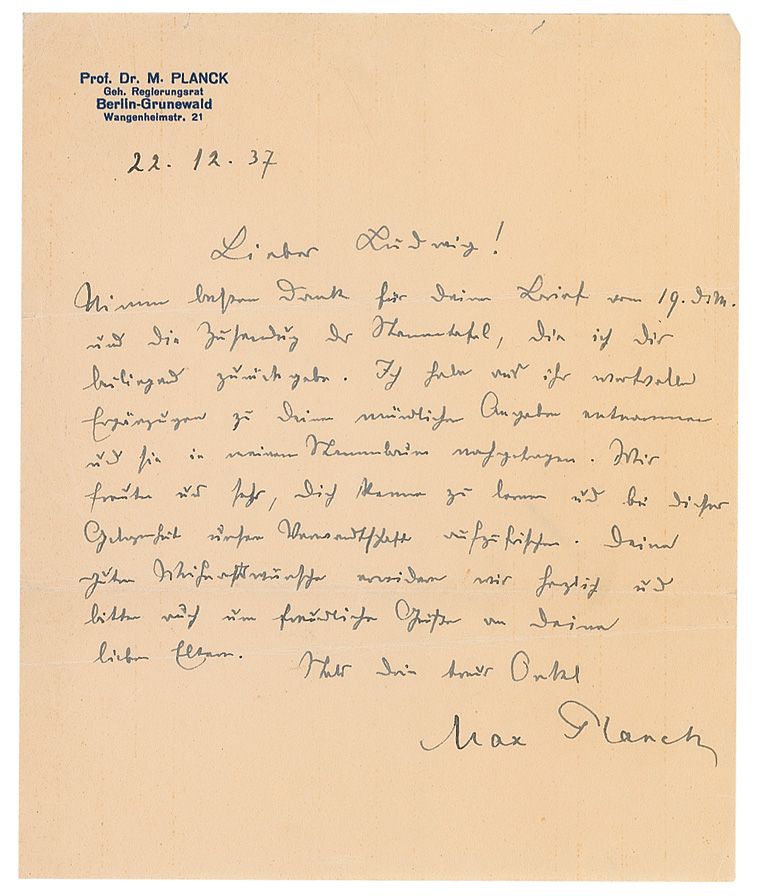 Prof. Dr. M. PLANCK
Geh. Regierungsrat
Berlin-Grunewald
Wangenheimstr. 21
22. 12. 37
Lieber Ludwig!
Nimm besten Dank für Deinen Brief vom 19. d. M.
und die Zusendung der Stammtafel, die ich Dir
beiliegend zurückgebe. Ich habe aus ihr wertvolle
Ergänzungen zu Deinen mündlichen Angaben entnommen
und sie in meinen Stammbaum nachgetragen. Wir
freuten uns sehr, Dich kennen zu lernen und bei dieser
Gelegenheit unsere Verwandtschaft aufzufrischen. Deine
guten Weihnachtswünsche erwidern wir herzlich und
bitten auch um freundliche Grüße an Deine
lieben Eltern.
Stets Dein treuer Onkel
Max Planck